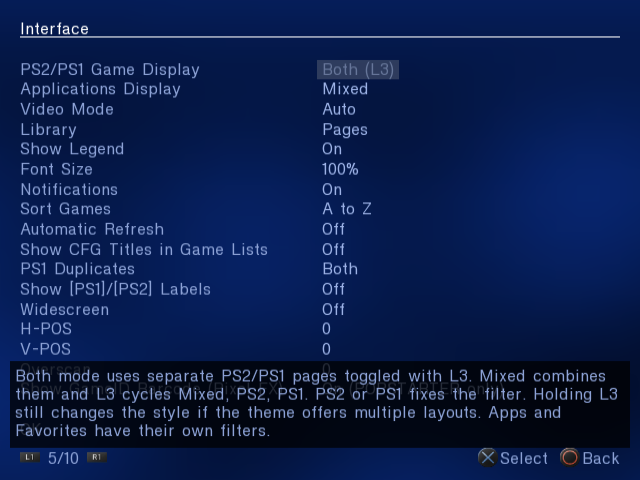 Interface
PS2/PS1 Game Display Both (L3)
Applications Display Mixed
Video Mode Auto
Library Pages
Show Legend On
Font Size 100%
Notifications On
Sort Games A to Z
Automatic Refresh Off
Show CFG Titles in Game Lists Off
PS1 Duplicates Both
Show [PS1]/[PS2] Labels Off
Widescreen Off
H-POS 0
V-POS 0
Overscan 0
Both mode uses separate PS2/PS1 pages toggled with L3. Mixed combines
them and L3 cycles Mixed, PS2, PS1. PS2 or PS1 fixes the filter. Holding L3
still changes the style if the theme offers multiple layouts. Apps and
Favorites have their own filters.
L1 5/10 R1 Select Back